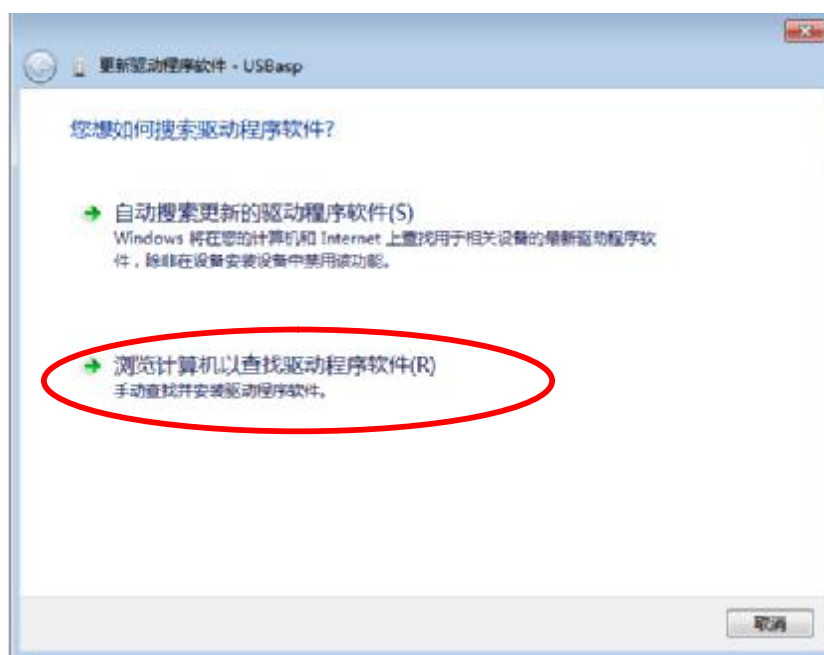 更新驱动程序软件 - USBasp
您想如何搜索驱动程序软件?
自动搜索更新的驱动程序软件(S)
Windows 将在您的计算机和 Internet 上查找用于相关设备的最新驱动程序软
件，除非在设备安装设置中禁用该功能。
浏览计算机以查找驱动程序软件(R)
手动查找并安装驱动程序软件。
取消